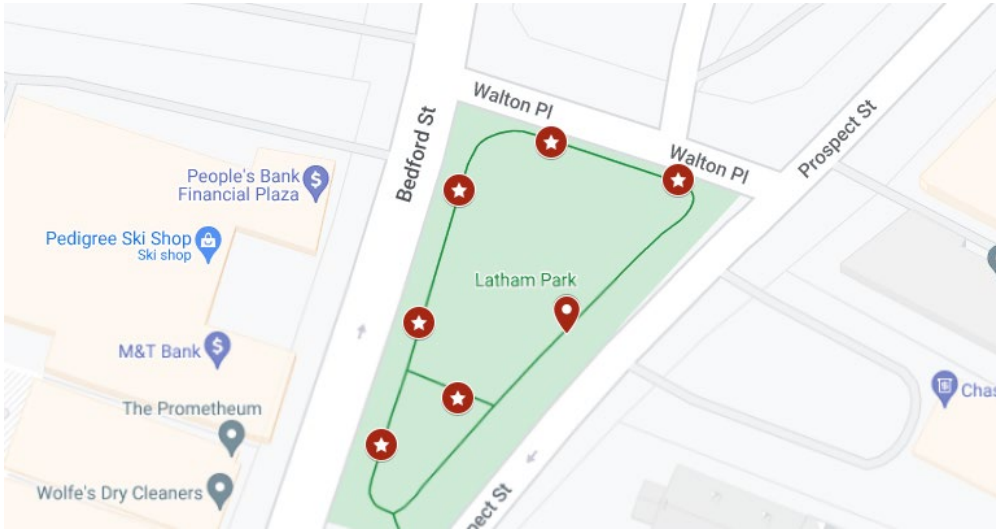 Walton Pl
Bedford St
Walton Pl
Prospect St
People's Bank
Financial Plaza
Pedigree Ski Shop
Ski shop
Latham Park
M&T Bank
Chas
The Prometheum
Wolfe's Dry Cleaners
pect St